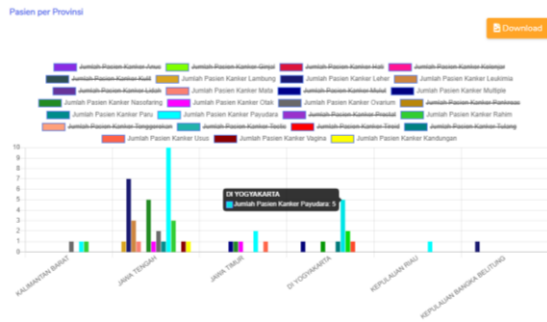 Pasien per Provinsi
Download
Jumlah Pasien Kanker Anus Jumlah Pasien Kanker Ginjal Jumlah Pasien Kanker Hati Jumlah Pasien Kanker Kelenjar
Jumlah Pasien Kanker Kulit Jumlah Pasien Kanker Lambung Jumlah Pasien Kanker Leher Jumlah Pasien Kanker Leukimia
Jumlah Pasien Kanker Lidah Jumlah Pasien Kanker Mata Jumlah Pasien Kanker Mulut Jumlah Pasien Kanker Multiple
Jumlah Pasien Kanker Nasofaring Jumlah Pasien Kanker Otak Jumlah Pasien Kanker Ovarium Jumlah Pasien Kanker Pankreas
Jumlah Pasien Kanker Paru Jumlah Pasien Kanker Payudara Jumlah Pasien Kanker Prostat Jumlah Pasien Kanker Rahim
Jumlah Pasien Kanker Tenggorokan Jumlah Pasien Kanker Testis Jumlah Pasien Kanker Tiroid Jumlah Pasien Kanker Tulang
Jumlah Pasien Kanker Usus Jumlah Pasien Kanker Vagina Jumlah Pasien Kanker Kandungan
10
9
8
7
6
5
4
3
2
1
0
DI YOGYAKARTA
Jumlah Pasien Kanker Payudara: 5
KALIMANTAN BARAT
JAWA TENGAH
JAWA TIMUR
DI YOGYAKARTA
KEPULAUAN RIAU
KEPULAUAN BANGKA BELITUNG